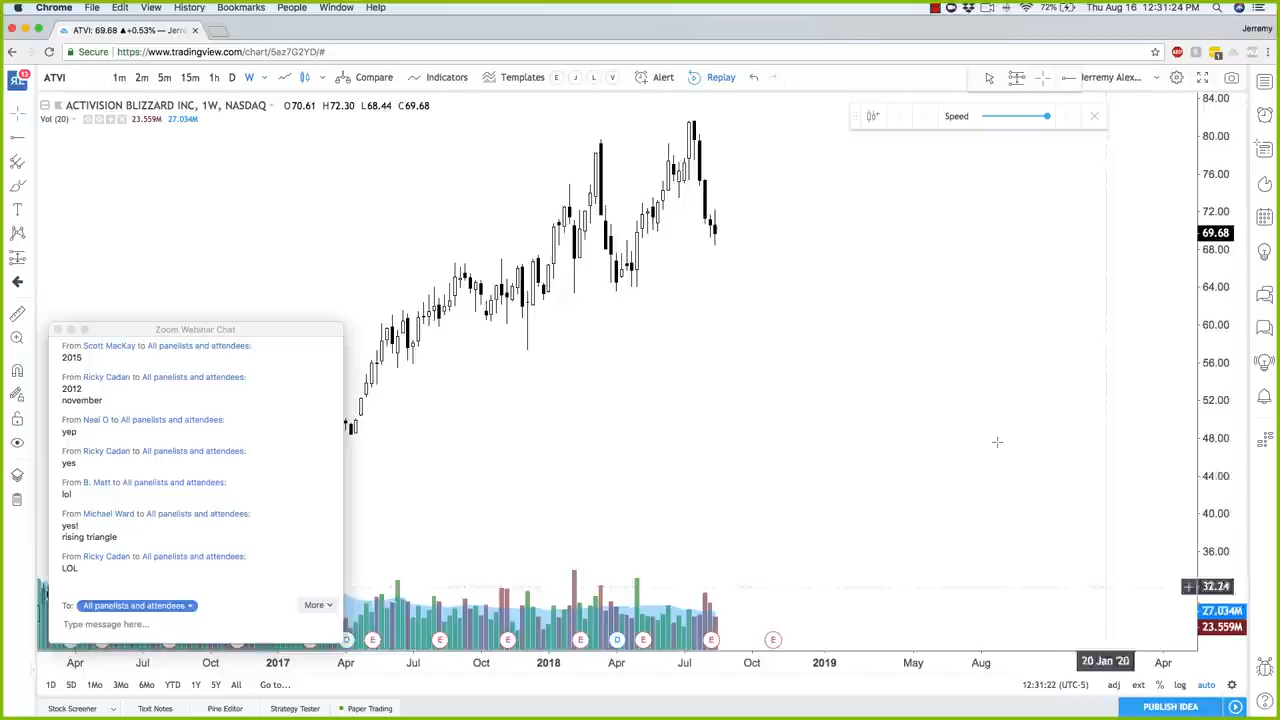 Chrome File Edit View History Bookmarks People Window Help 72% Thu Aug 16 12:31:24 PM
ATVI: 69.68 ▲+0.53% — Jerr × Jerremy
Secure https://www.tradingview.com/chart/6az7G2YD/#
ATVI 1m 2m 5m 15m 1h D W Compare Indicators Templates E J L V Alert Replay Jerremy Alex...
ACTIVISION BLIZZARD INC, 1W, NASDAQ O70.61 H72.30 L68.44 C69.68
Vol (20) 23.559M 27.034M
Speed
84.00
80.00
76.00
72.00
69.68
68.00
64.00
60.00
56.00
52.00
48.00
44.00
40.00
36.00
32.24
27.034M
23.559M
Zoom Webinar Chat
From Scott MacKay to All panelists and attendees:
2015
From Ricky Cadan to All panelists and attendees:
2012
november
From Neal O to All panelists and attendees:
yep
From Ricky Cadan to All panelists and attendees:
yes
From B. Matt to All panelists and attendees:
lol
From Michael Ward to All panelists and attendees:
yes!
rising triangle
From Ricky Cadan to All panelists and attendees:
LOL
To: All panelists and attendees More
Type message here...
D E E E E D E E E
Apr Jul Oct 2017 Apr Jul Oct 2018 Apr Jul Oct 2019 May Aug 20 Jan '20 Apr
1D 5D 1Mo 3Mo 6Mo YTD 1Y 5Y All Go to... 12:31:22 (UTC-5) adj ext % log auto
Stock Screener Text Notes Pine Editor Strategy Tester Paper Trading PUBLISH IDEA